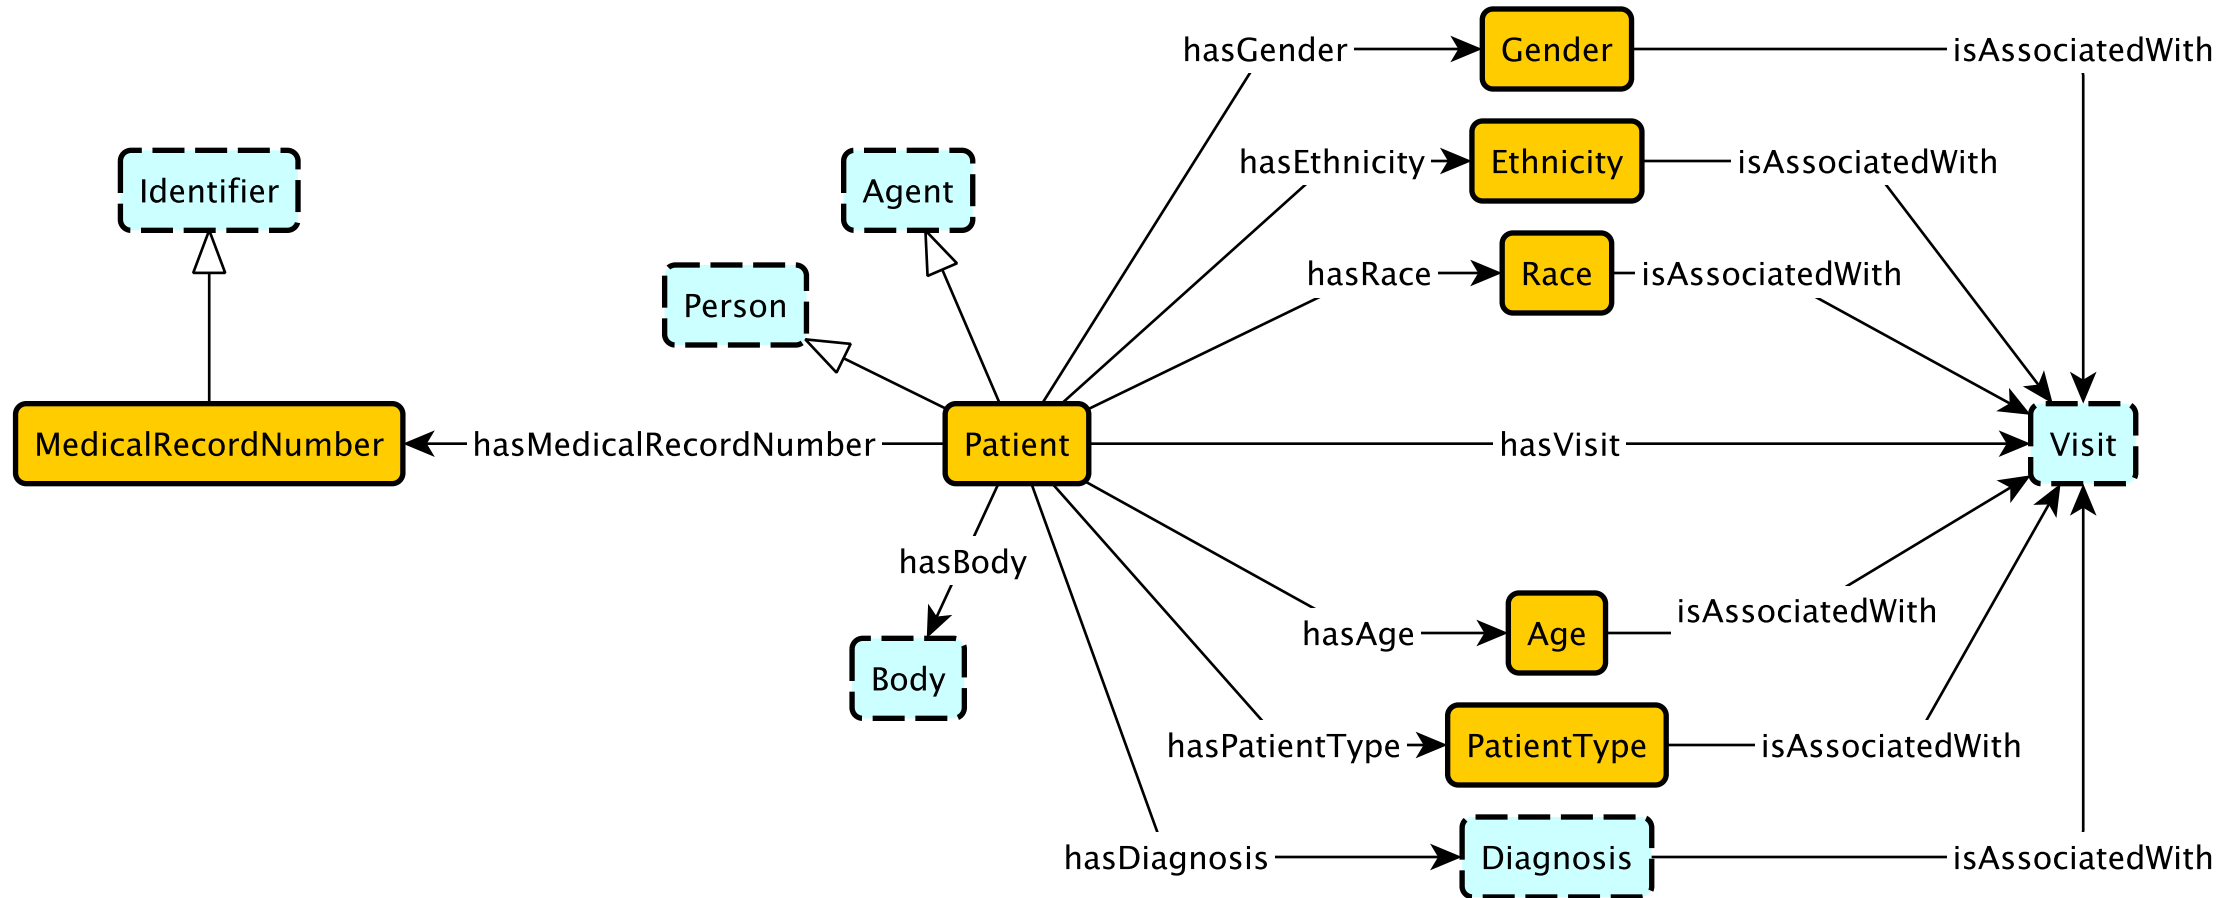 hasGender
Gender
isAssociatedWith
hasEthnicity
Ethnicity
isAssociatedWith
Identifier
Agent
hasRace
Race
isAssociatedWith
Person
MedicalRecordNumber
hasMedicalRecordNumber
Patient
hasVisit
Visit
hasBody
isAssociatedWith
hasAge
Age
Body
hasPatientType
PatientType
isAssociatedWith
hasDiagnosis
Diagnosis
isAssociatedWith